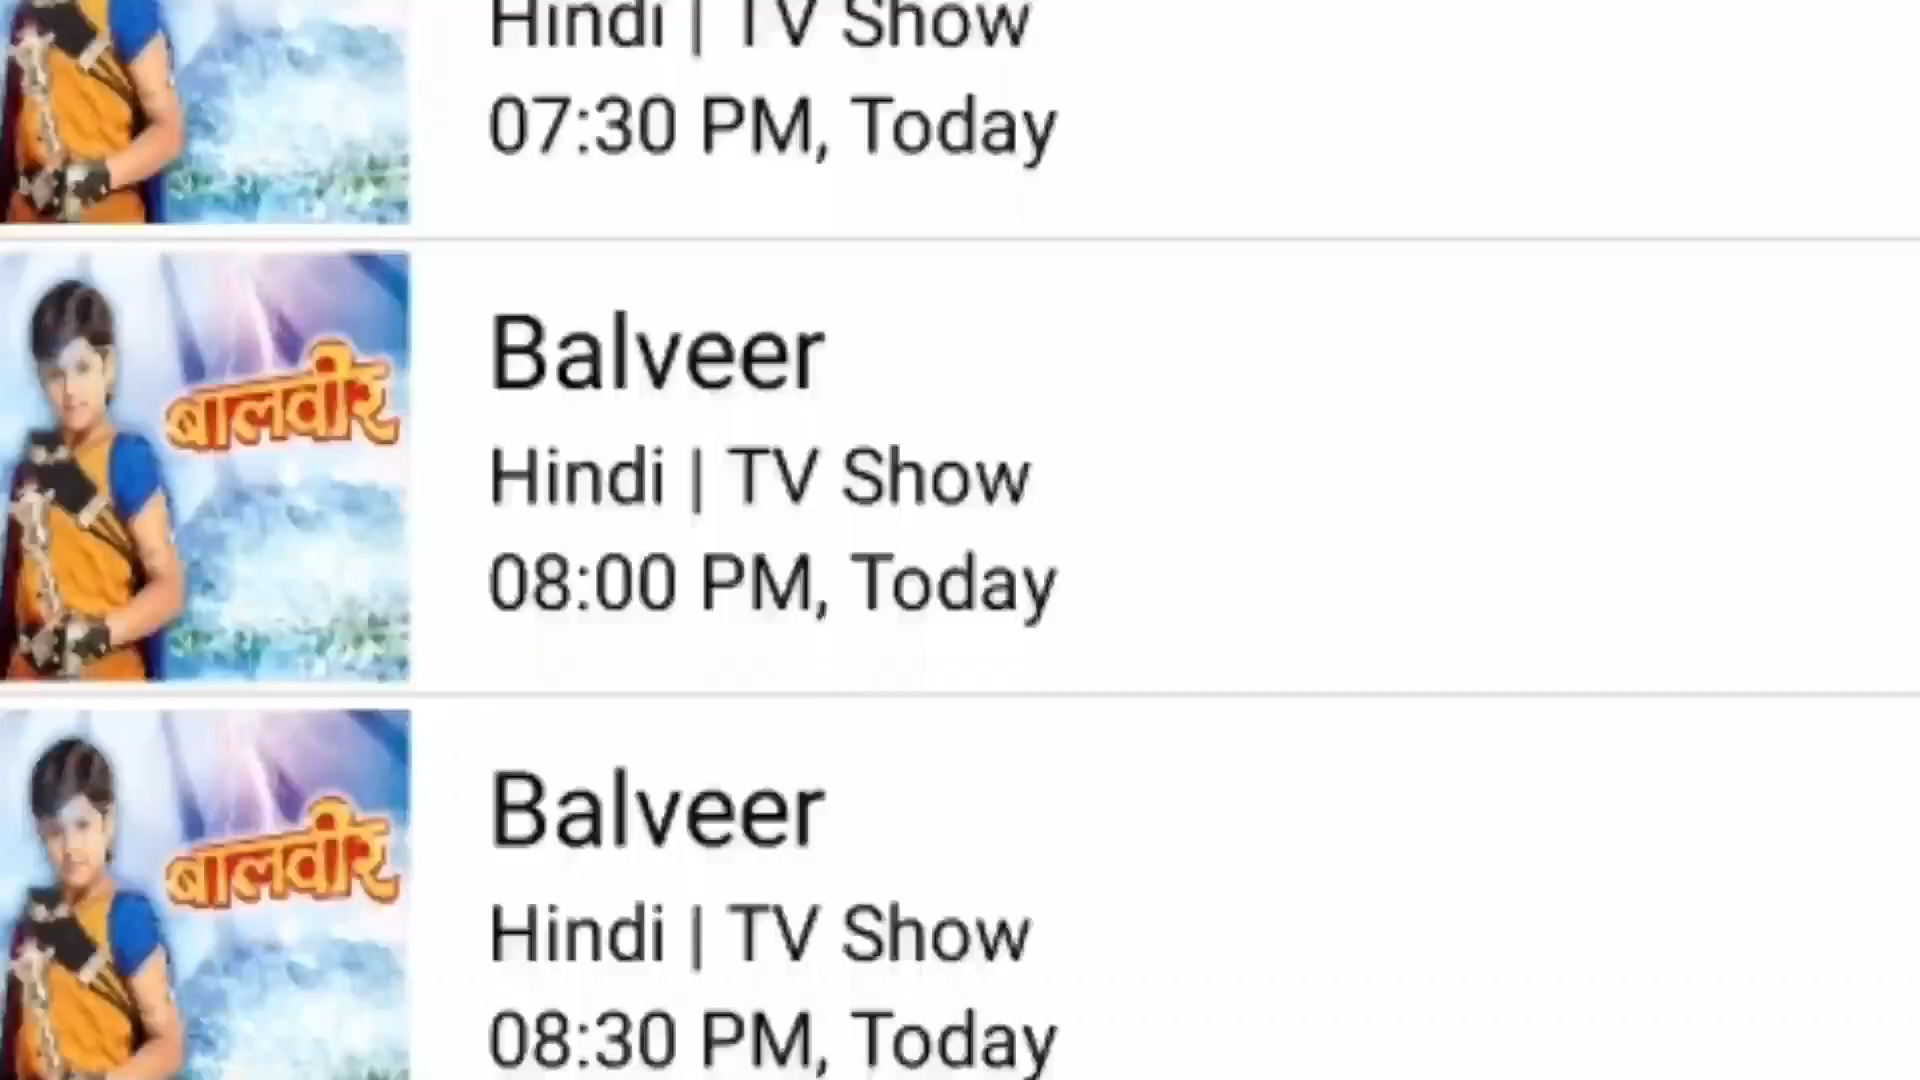 Hindi | TV Show
07:30 PM, Today
बालवीर
Balveer
Hindi | TV Show
08:00 PM, Today
बालवीर
Balveer
Hindi | TV Show
08:30 PM, Today